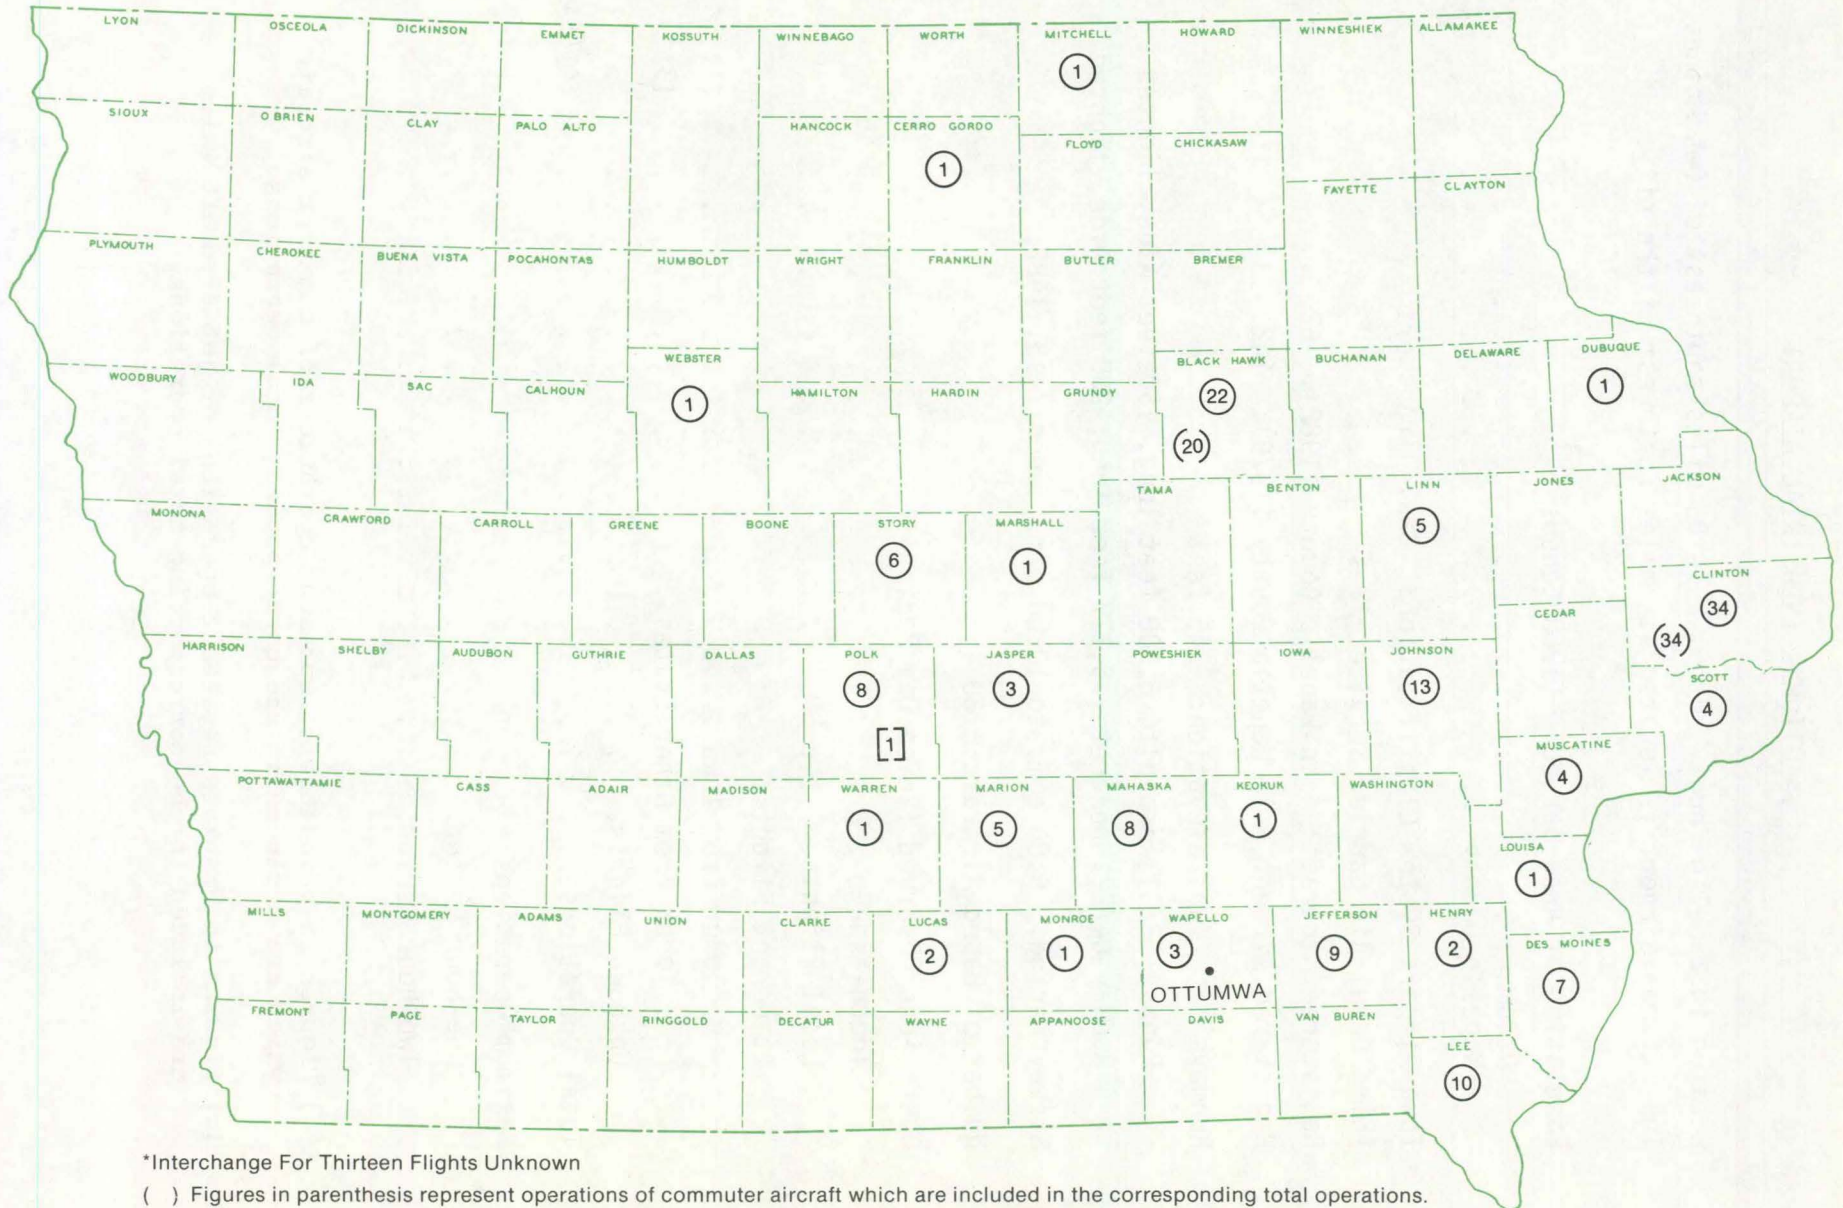 LYON OSCEOLA DICKINSON EMMET KOSSUTH WINNEBAGO WORTH MITCHELL HOWARD WINNESHIEK ALLAMAKEE
1
SIOUX O BRIEN CLAY PALO ALTO HANCOCK CERRO GORDO FLOYD CHICKASAW
1
FAYETTE CLAYTON
PLYMOUTH CHEROKEE BUENA VISTA POCAHONTAS HUMBOLDT WRIGHT FRANKLIN BUTLER BREMER
WEBSTER BLACK HAWK BUCHANAN DELAWARE DUBUQUE
WOODBURY IDA SAC CALHOUN 1 HAMILTON HARDIN GRUNDY 22 1
(20)
MONONA CRAWFORD CARROLL GREENE BOONE STORY MARSHALL TAMA BENTON LINN JONES JACKSON
6 1 5
CLINTON
34
(34)
CEDAR
HARRISON SHELBY AUDUBON GUTHRIE DALLAS POLK JASPER POWESHIEK IOWA JOHNSON SCOTT
8 3 13 4
[1]
MUSCATINE
4
POTTAWATTAMIE CASS ADAIR MADISON WARREN MARION MAHASKA KEOKUK WASHINGTON
1 5 8 1
LOUISA
1
MILLS MONTGOMERY ADAMS UNION CLARKE LUCAS MONROE WAPELLO JEFFERSON HENRY DES MOINES
2 1 3 9 2 7
OTTUMWA
FREMONT PAGE TAYLOR RINGGOLD DECATUR WAYNE APPANOOSE DAVIS VAN BUREN LEE
10
*Interchange For Thirteen Flights Unknown
( ) Figures in parenthesis represent operations of commuter aircraft which are included in the corresponding total operations.